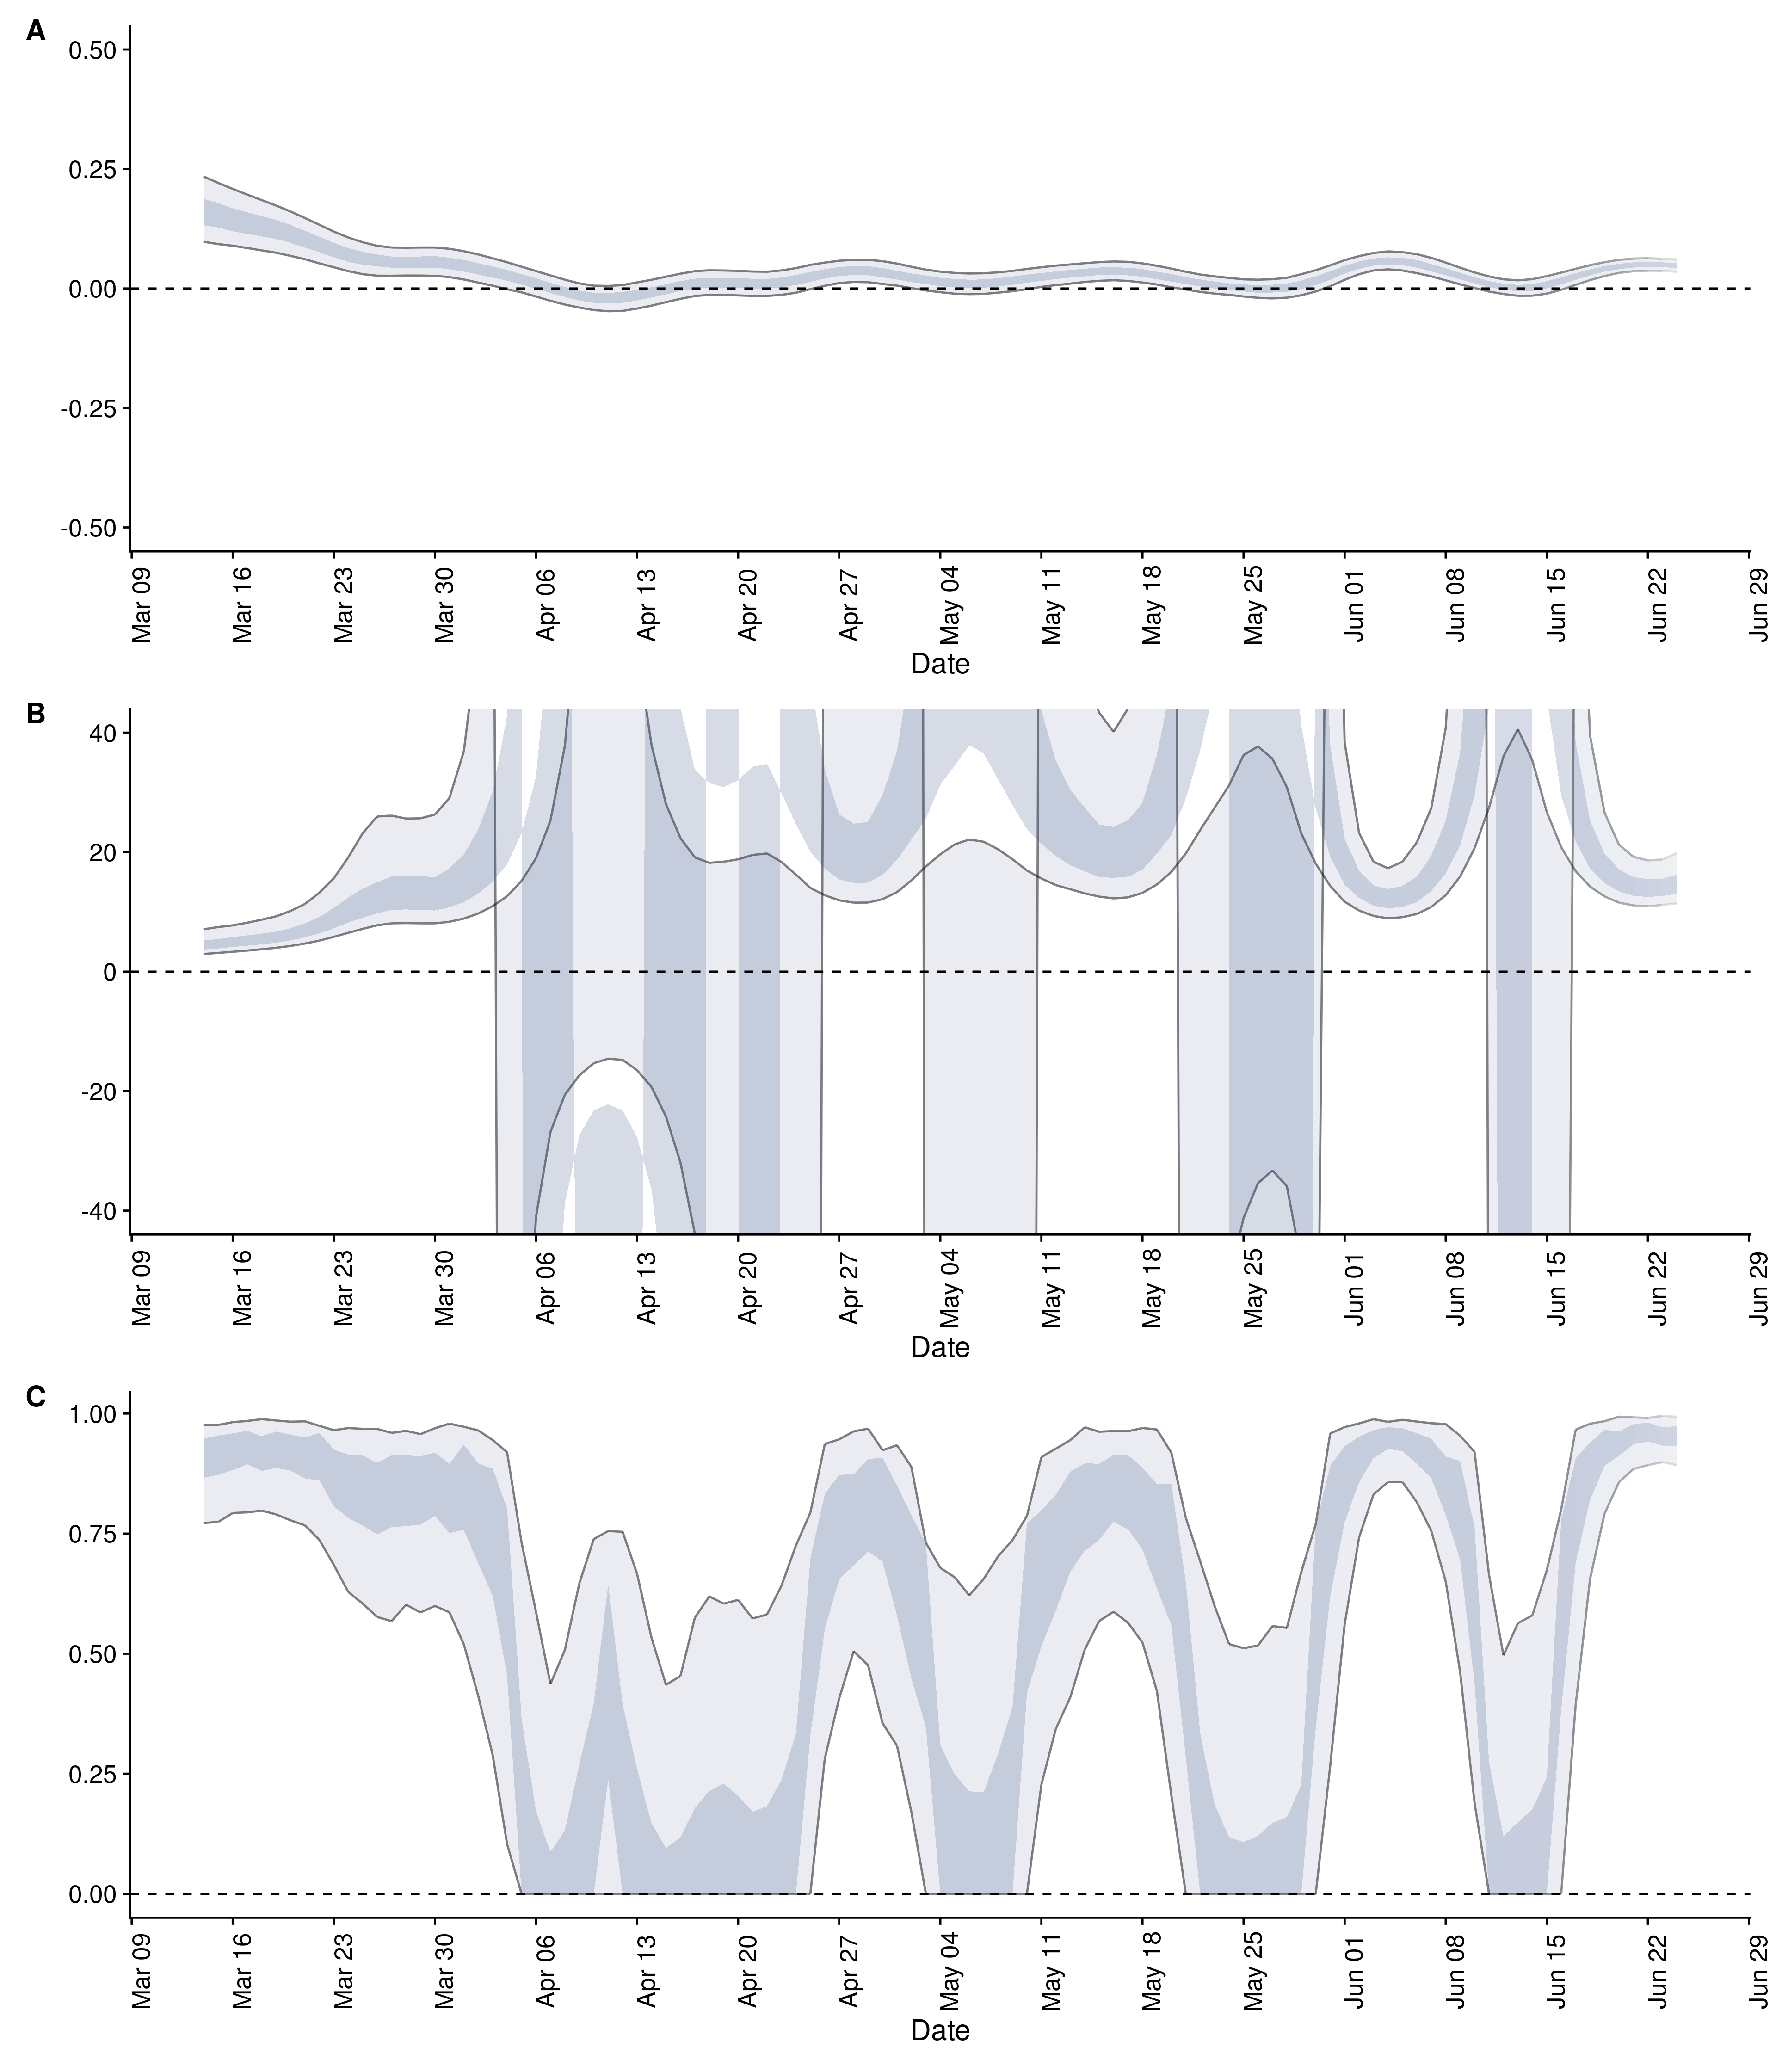 A
0.50
0.25
0.00
-0.25
-0.50
Mar 09
Mar 16
Mar 23
Mar 30
Apr 06
Apr 13
Apr 20
Apr 27
May 04
May 11
May 18
May 25
Jun 01
Jun 08
Jun 15
Jun 22
Jun 29
Date
B
40
20
0
-20
-40
Mar 09
Mar 16
Mar 23
Mar 30
Apr 06
Apr 13
Apr 20
Apr 27
May 04
May 11
May 18
May 25
Jun 01
Jun 08
Jun 15
Jun 22
Jun 29
Date
C
1.00
0.75
0.50
0.25
0.00
Mar 09
Mar 16
Mar 23
Mar 30
Apr 06
Apr 13
Apr 20
Apr 27
May 04
May 11
May 18
May 25
Jun 01
Jun 08
Jun 15
Jun 22
Jun 29
Date